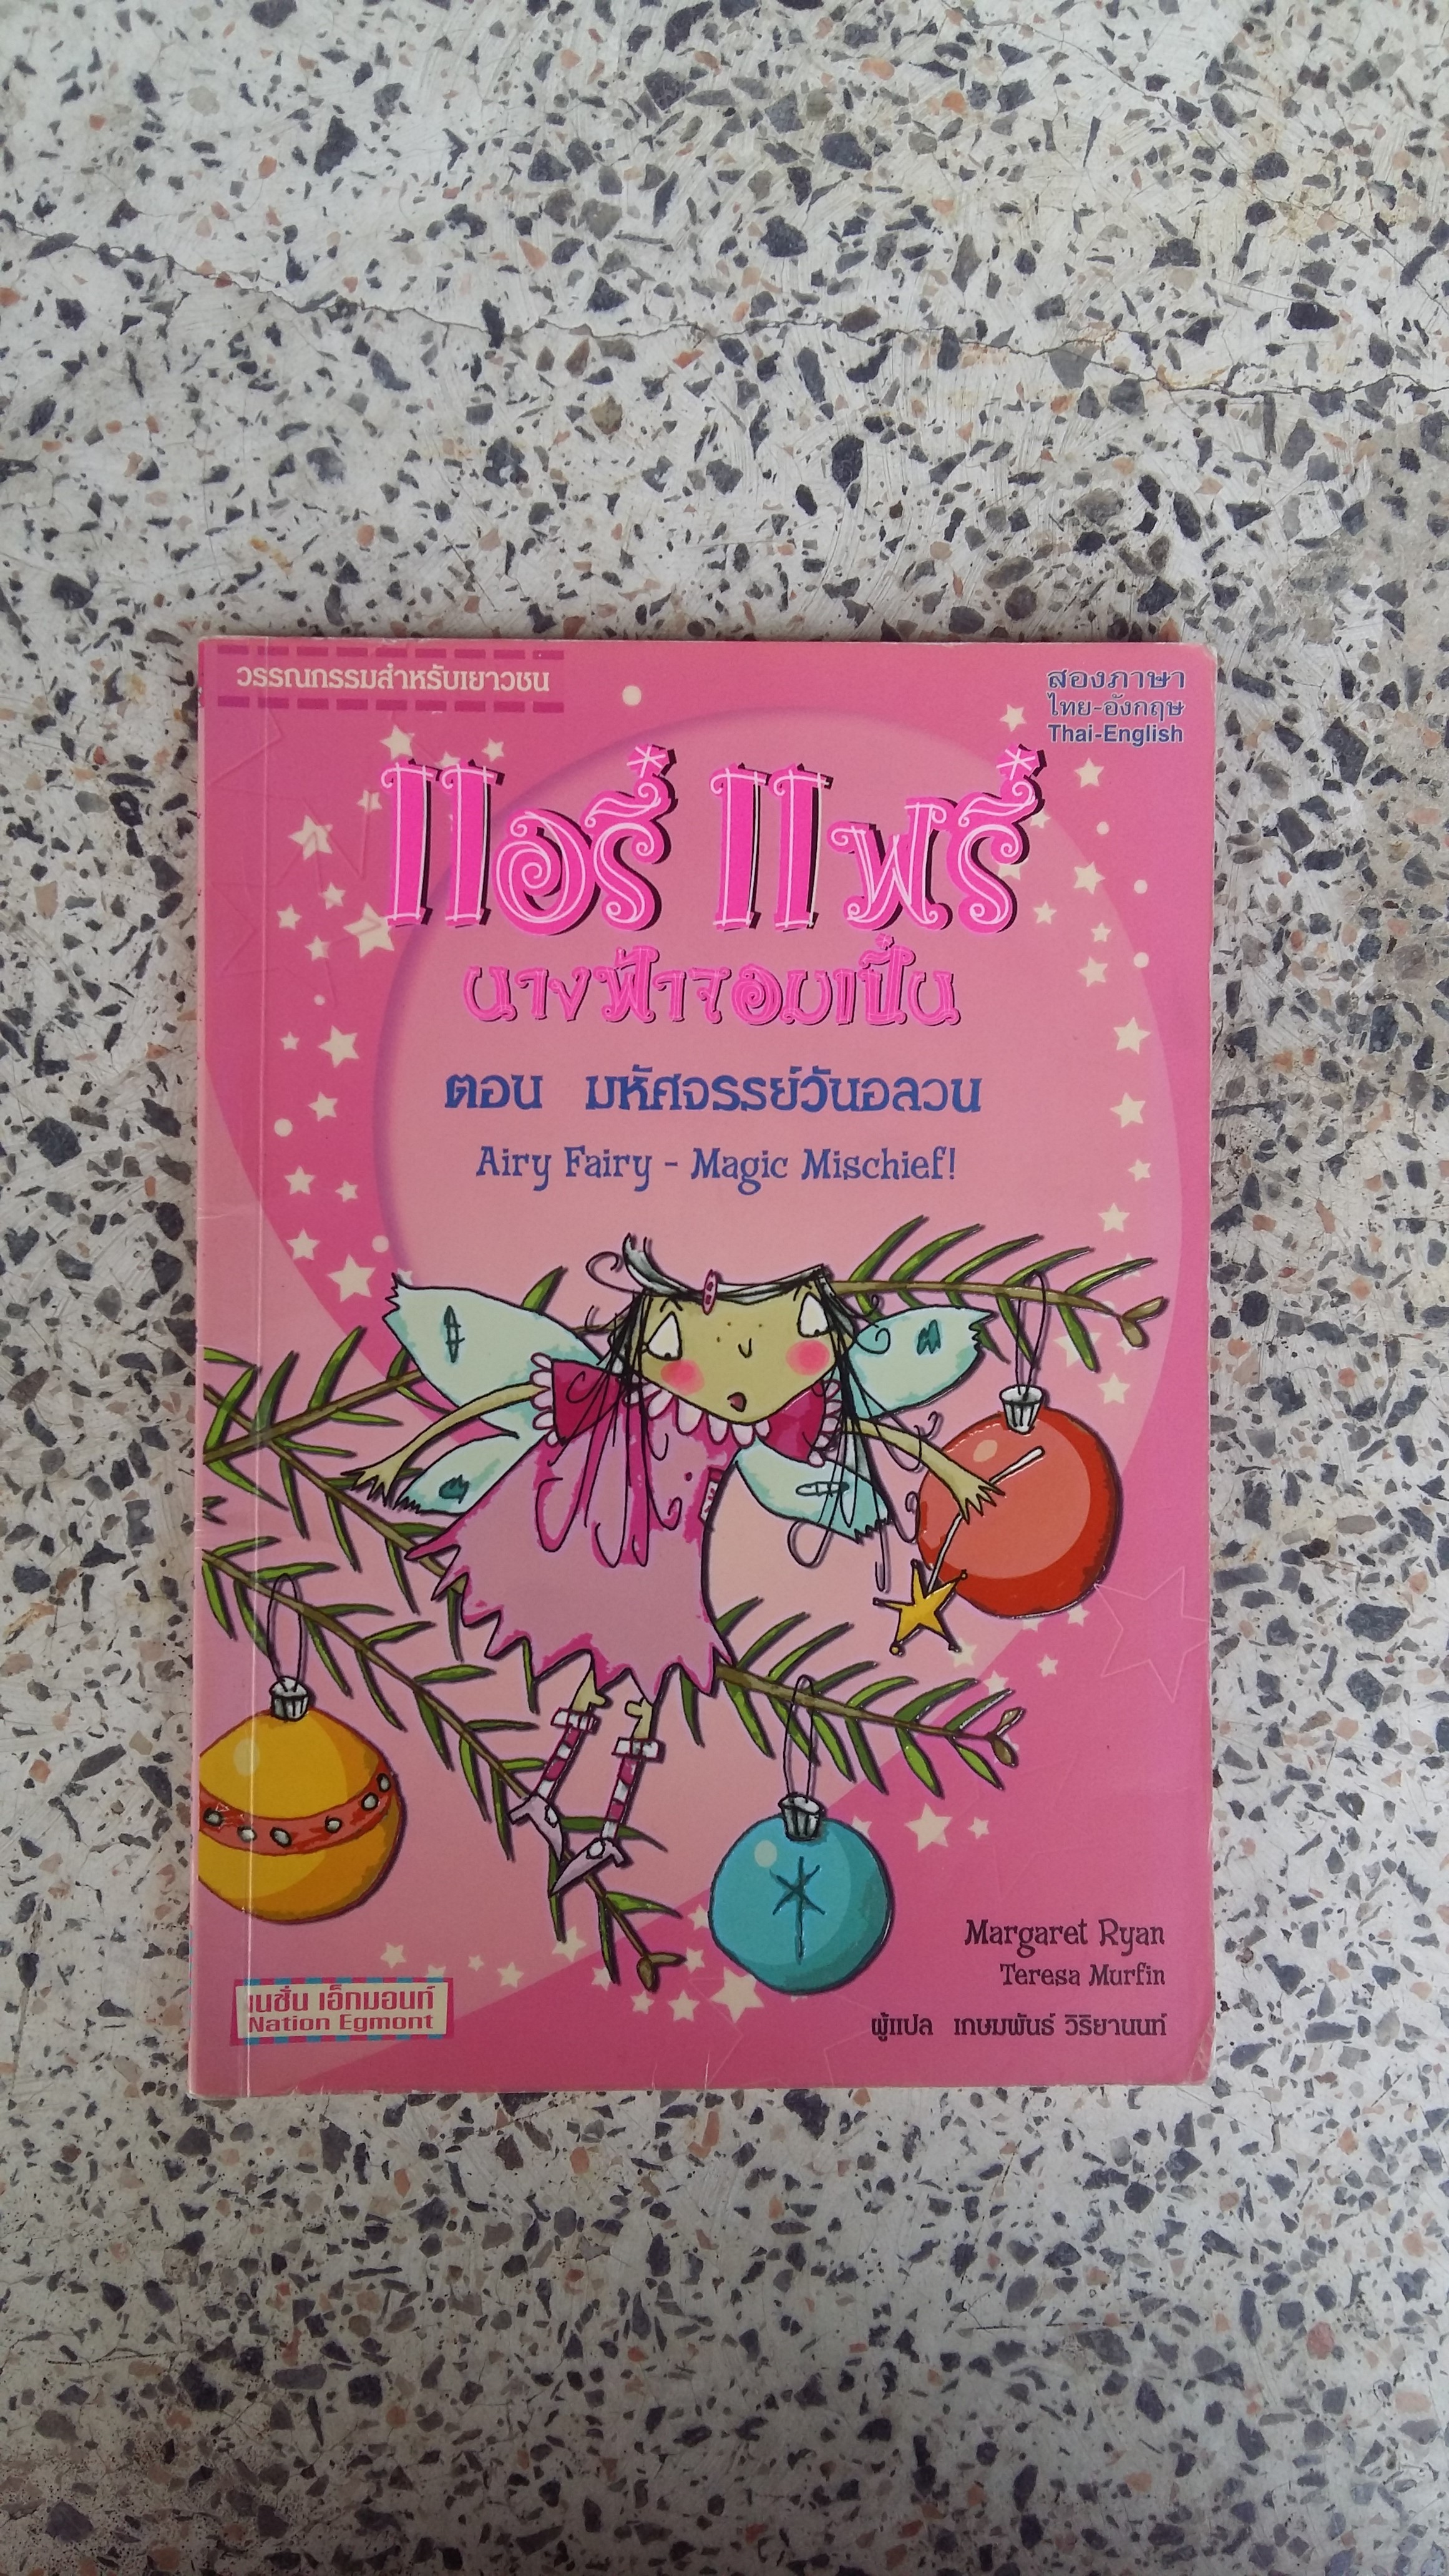 วรรณกรรมสำหรับเยาวชน
สองภาษา
ไทย-อังกฤษ
Thai-English
แอรี่ แฟรี่
นางฟ้าจอมเปิ่น
ตอน มหัศจรรย์วันอลวน
Airy Fairy - Magic Mischief!
Margaret Ryan
Teresa Murfin
ผู้แปล เกษมพันธ์ วิริยานนท์
เนชั่น เอ็กมอนท์
Nation Egmont